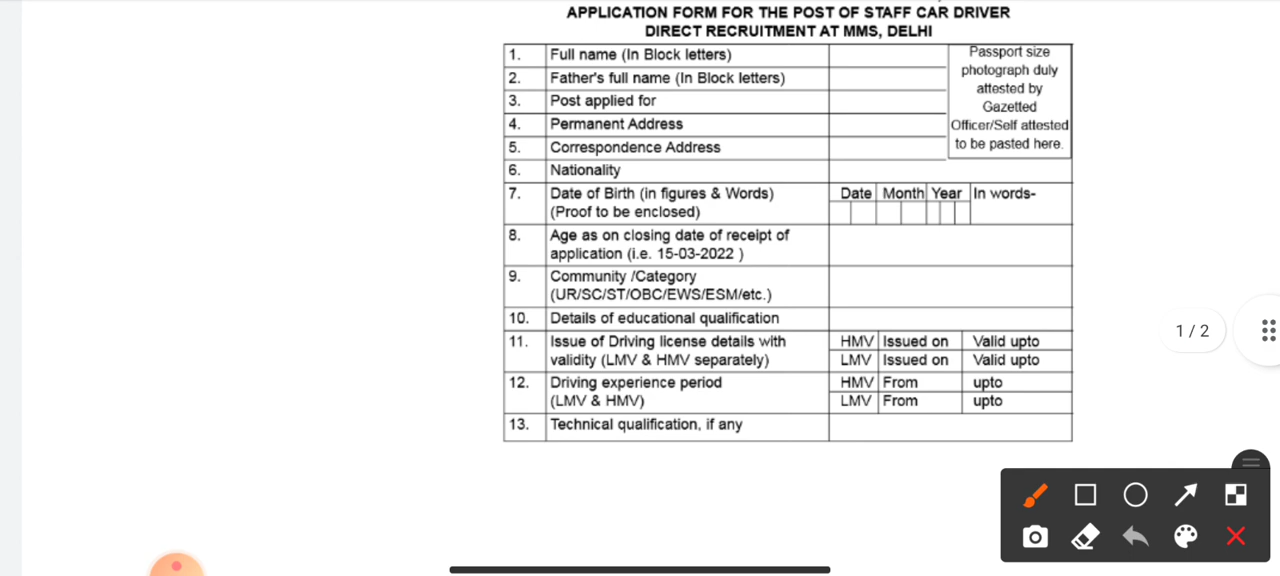 APPLICATION FORM FOR THE POST OF STAFF CAR DRIVER
DIRECT RECRUITMENT AT MMS, DELHI
1. Full name (In Block letters)
2. Father's full name (In Block letters)
3. Post applied for
4. Permanent Address
5. Correspondence Address
Passport size
photograph duly
attested by
Gazetted
Officer/Self attested
to be pasted here.
6. Nationality
7. Date of Birth (in figures & Words) Date Month Year In words-
(Proof to be enclosed)
8. Age as on closing date of receipt of
application (i.e. 15-03-2022 )
9. Community /Category
(UR/SC/ST/OBC/EWS/ESM/etc.)
10. Details of educational qualification
11. Issue of Driving license details with HMV Issued on Valid upto
validity (LMV & HMV separately) LMV Issued on Valid upto
12. Driving experience period HMV From upto
(LMV & HMV) LMV From upto
13. Technical qualification, if any
1 / 2